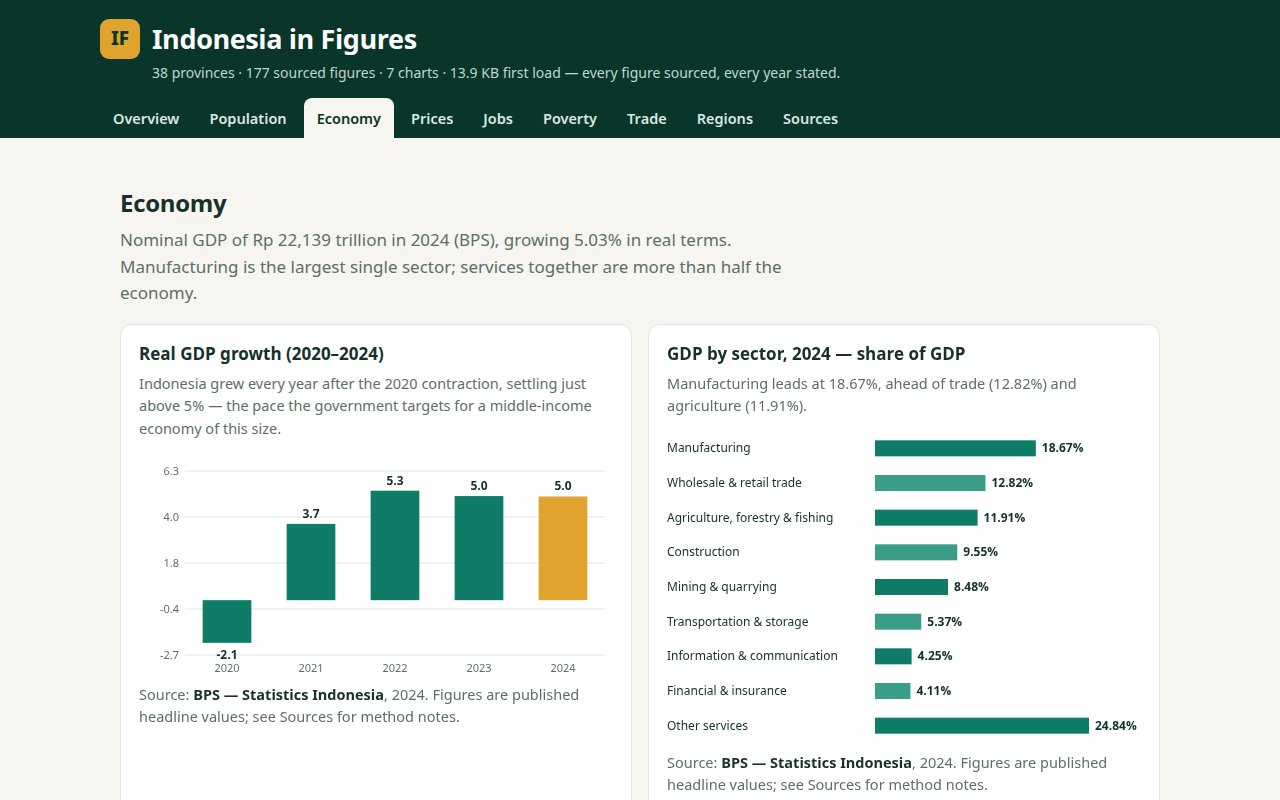 IF
Indonesia in Figures
38 provinces · 177 sourced figures · 7 charts · 13.9 KB first load — every figure sourced, every year stated.
Overview Population Economy Prices Jobs Poverty Trade Regions Sources
Economy
Nominal GDP of Rp 22,139 trillion in 2024 (BPS), growing 5.03% in real terms.
Manufacturing is the largest single sector; services together are more than half the
economy.
Real GDP growth (2020–2024)
Indonesia grew every year after the 2020 contraction, settling just
above 5% — the pace the government targets for a middle-income
economy of this size.
6.3
4.0
1.8
-0.4
-2.7
-2.1
3.7
5.3
5.0
5.0
2020 2021 2022 2023 2024
Source: BPS — Statistics Indonesia, 2024. Figures are published
headline values; see Sources for method notes.
GDP by sector, 2024 — share of GDP
Manufacturing leads at 18.67%, ahead of trade (12.82%) and
agriculture (11.91%).
Manufacturing 18.67%
Wholesale & retail trade 12.82%
Agriculture, forestry & fishing 11.91%
Construction 9.55%
Mining & quarrying 8.48%
Transportation & storage 5.37%
Information & communication 4.25%
Financial & insurance 4.11%
Other services 24.84%
Source: BPS — Statistics Indonesia, 2024. Figures are published
headline values; see Sources for method notes.